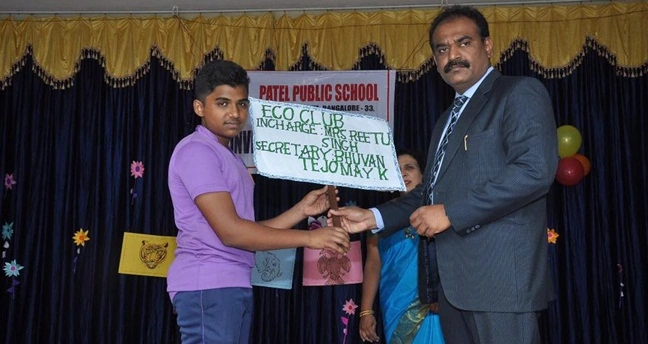 PATEL PUBLIC SCHOOL
BANGALORE - 33.
ECO CLUB
INCHARGE : MRS REETU
SINGH
SECRETARY : BHUVAN
TEJOMAY K